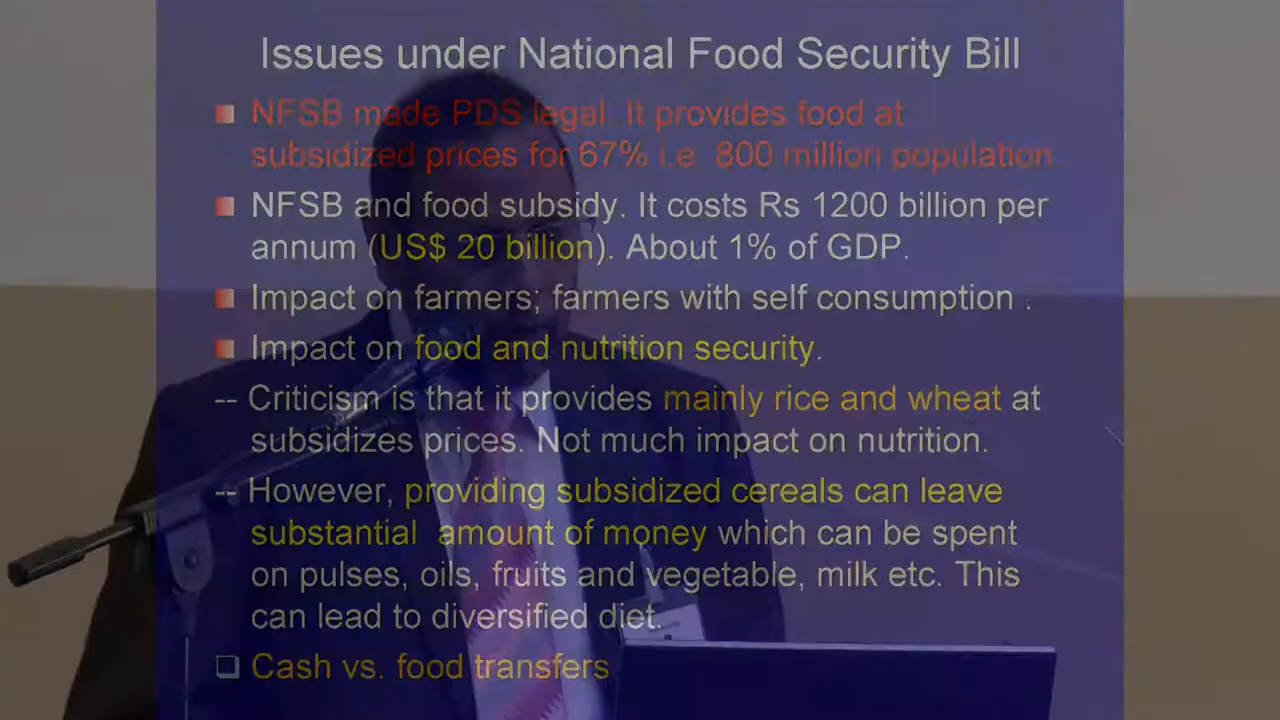 Issues under National Food Security Bill
NFSB made PDS legal. It provides food at
subsidized prices for 67% i.e. 800 million population.
NFSB and food subsidy. It costs Rs 1200 billion per
annum (US$ 20 billion). About 1% of GDP.
Impact on farmers; farmers with self consumption .
Impact on food and nutrition security.
-- Criticism is that it provides mainly rice and wheat at
subsidizes prices. Not much impact on nutrition.
-- However, providing subsidized cereals can leave
substantial amount of money which can be spent
on pulses, oils, fruits and vegetable, milk etc. This
can lead to diversified diet.
Cash vs. food transfers